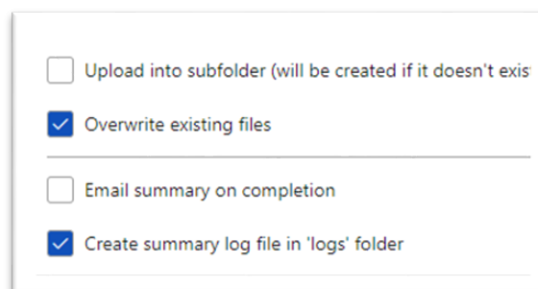 Upload into subfolder (will be created if it doesn't
Overwrite existing files
Email summary on completion
Create summary log file in 'logs' folder